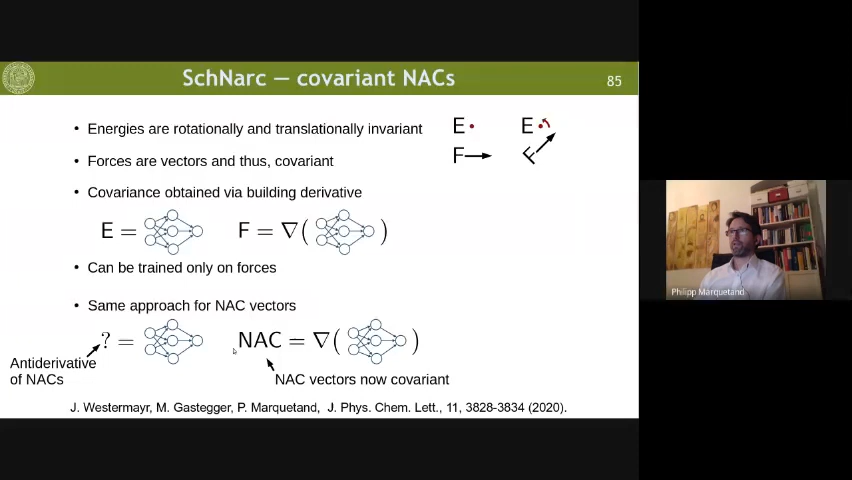 SchNarc — covariant NACs
85
• Energies are rotationally and translationally invariant
E E
• Forces are vectors and thus, covariant
F F
• Covariance obtained via building derivative
E = F = ∇( )
• Can be trained only on forces
• Same approach for NAC vectors
? = NAC = ∇( )
Antiderivative
of NACs
NAC vectors now covariant
J. Westermayr, M. Gastegger, P. Marquetand, J. Phys. Chem. Lett., 11, 3828-3834 (2020).
Philipp Marquetand